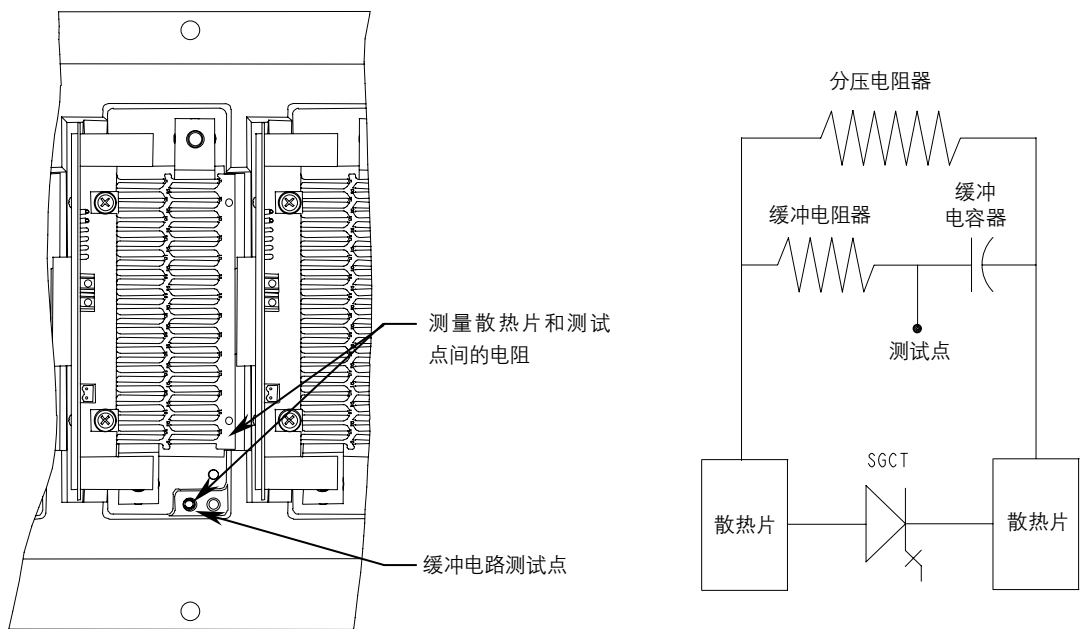 测量散热片和测试
点间的电阻
缓冲电路测试点
分压电阻器
缓冲电阻器
缓冲
电容器
测试点
SGCT
散热片
散热片